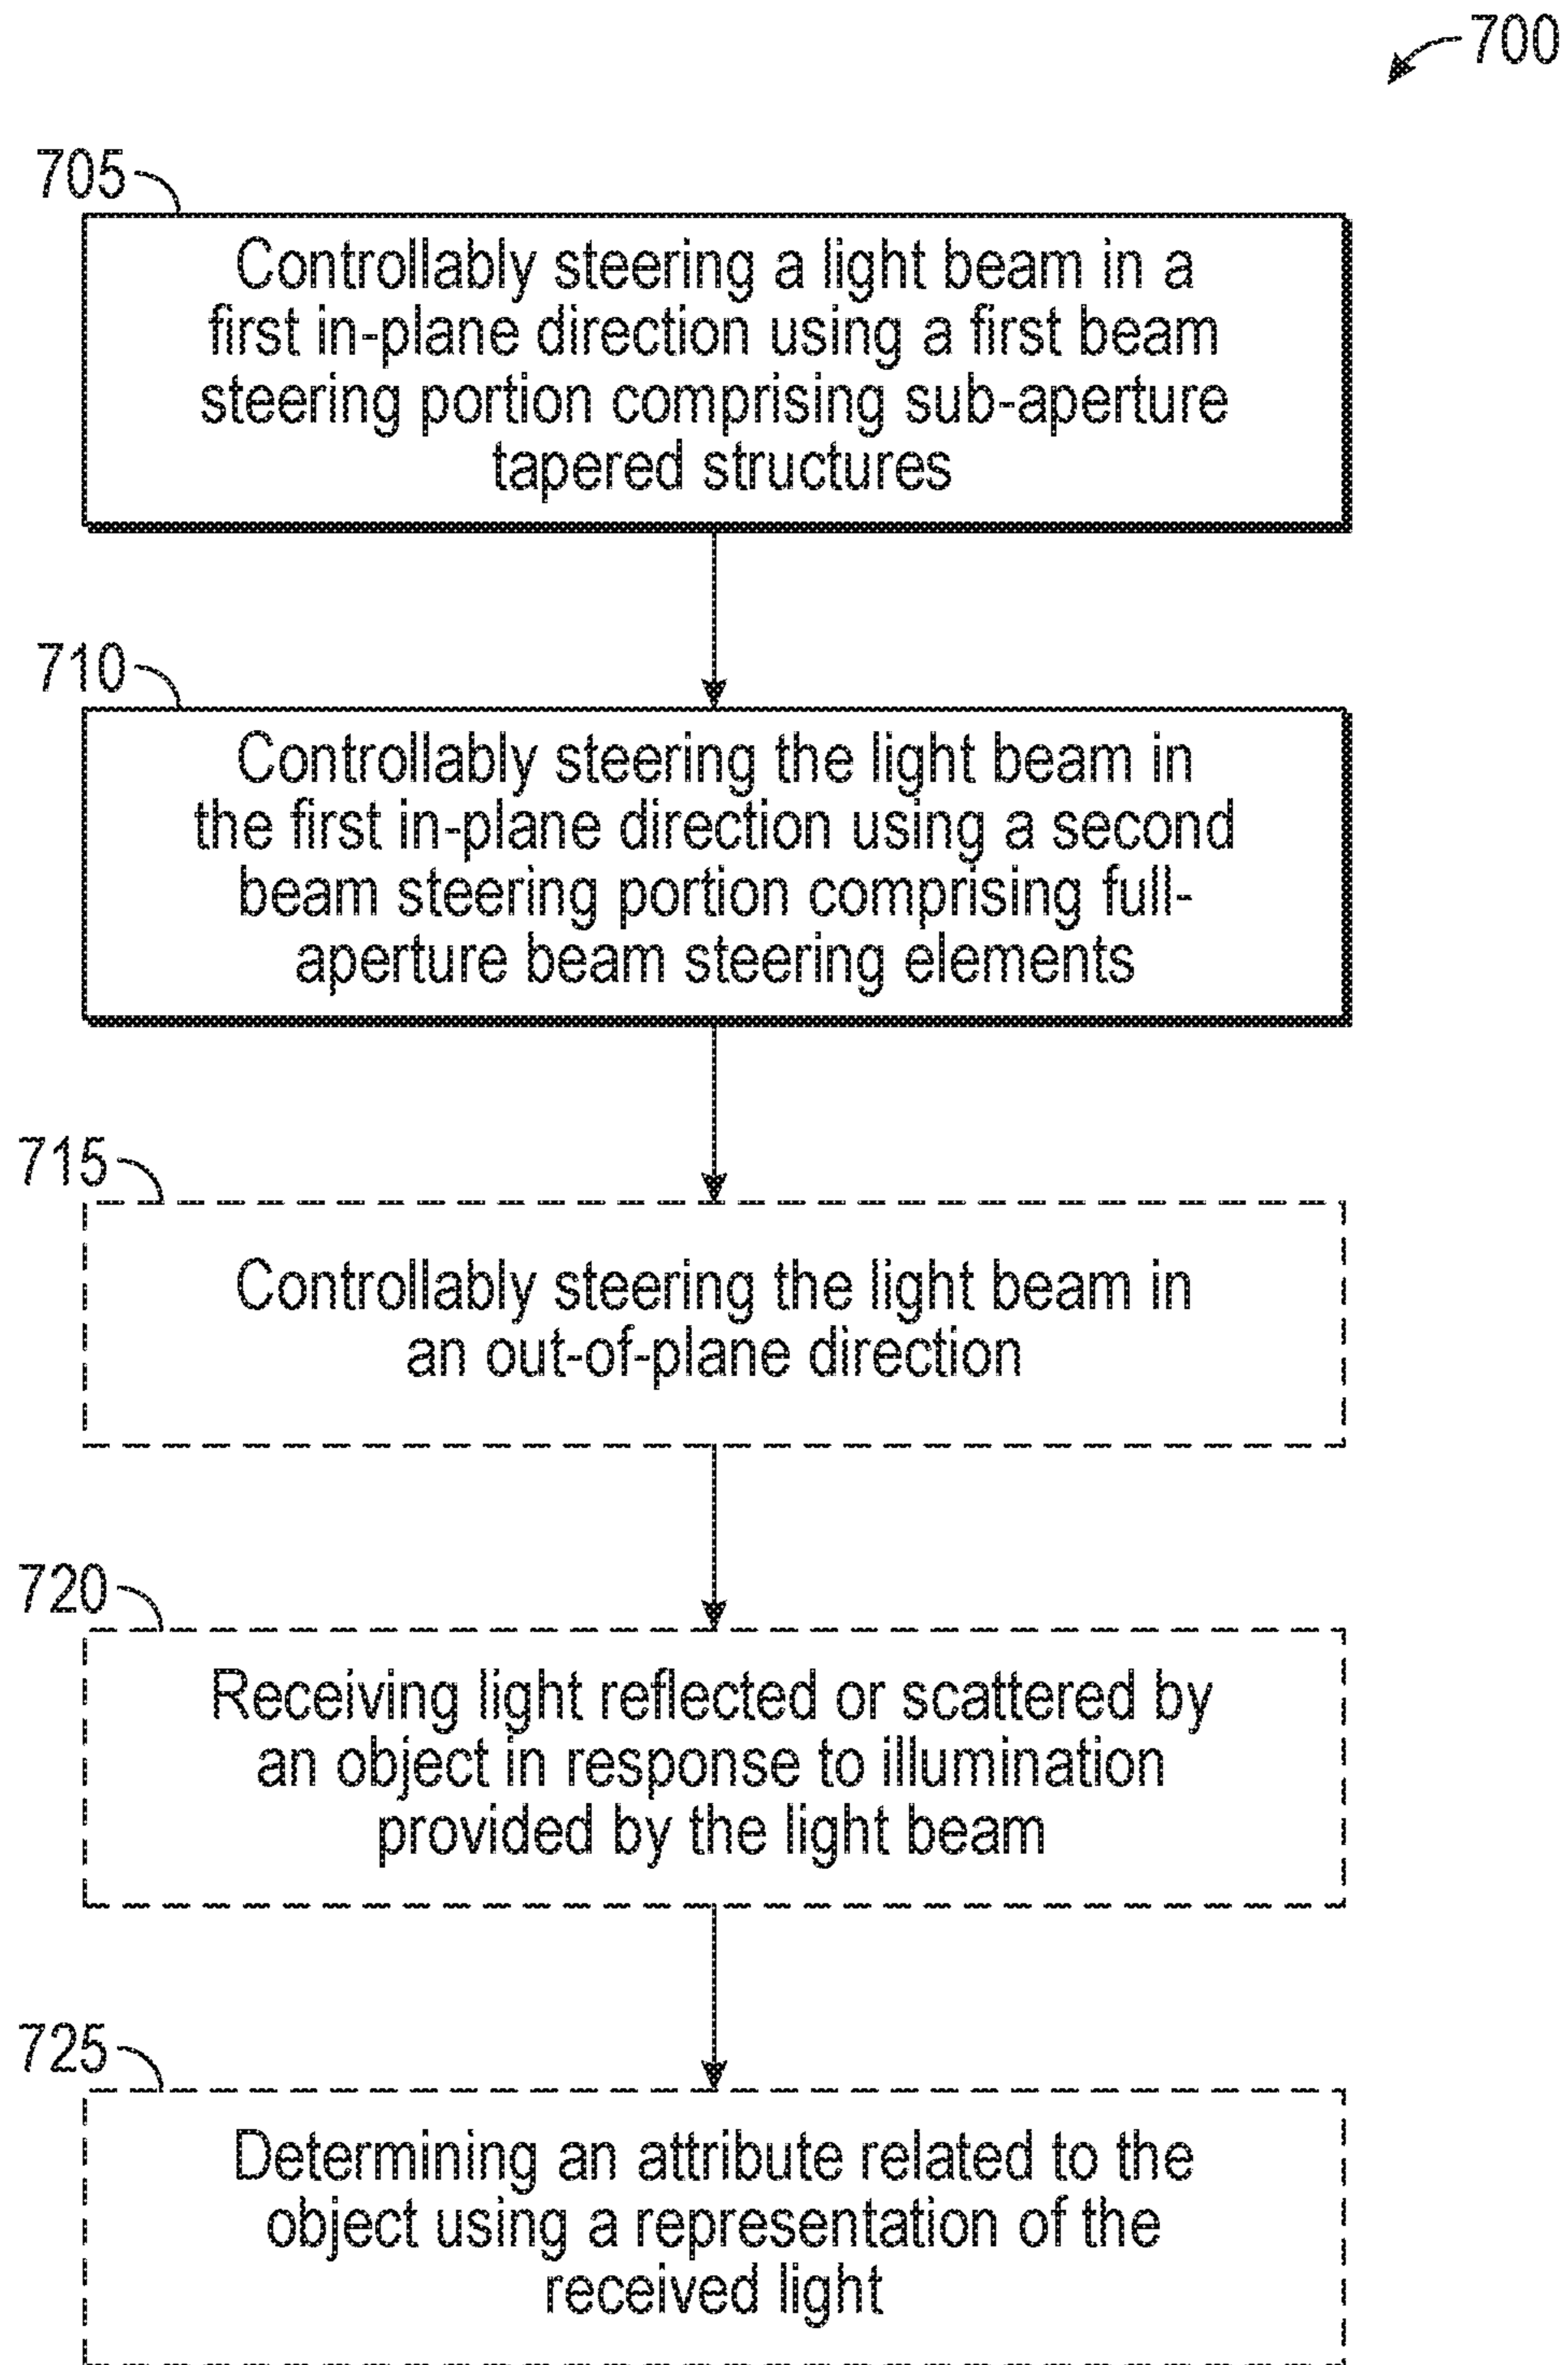 700
705
Controllably steering a light beam in a
first in-plane direction using a first beam
steering portion comprising sub-aperture
tapered structures
710
Controllably steering the light beam in
the first in-plane direction using a second
beam steering portion comprising full-
aperture beam steering elements
715
Controllably steering the light beam in
an out-of-plane direction
720
Receiving light reflected or scattered by
an object in response to illumination
provided by the light beam
725
Determining an attribute related to the
object using a representation of the
received light